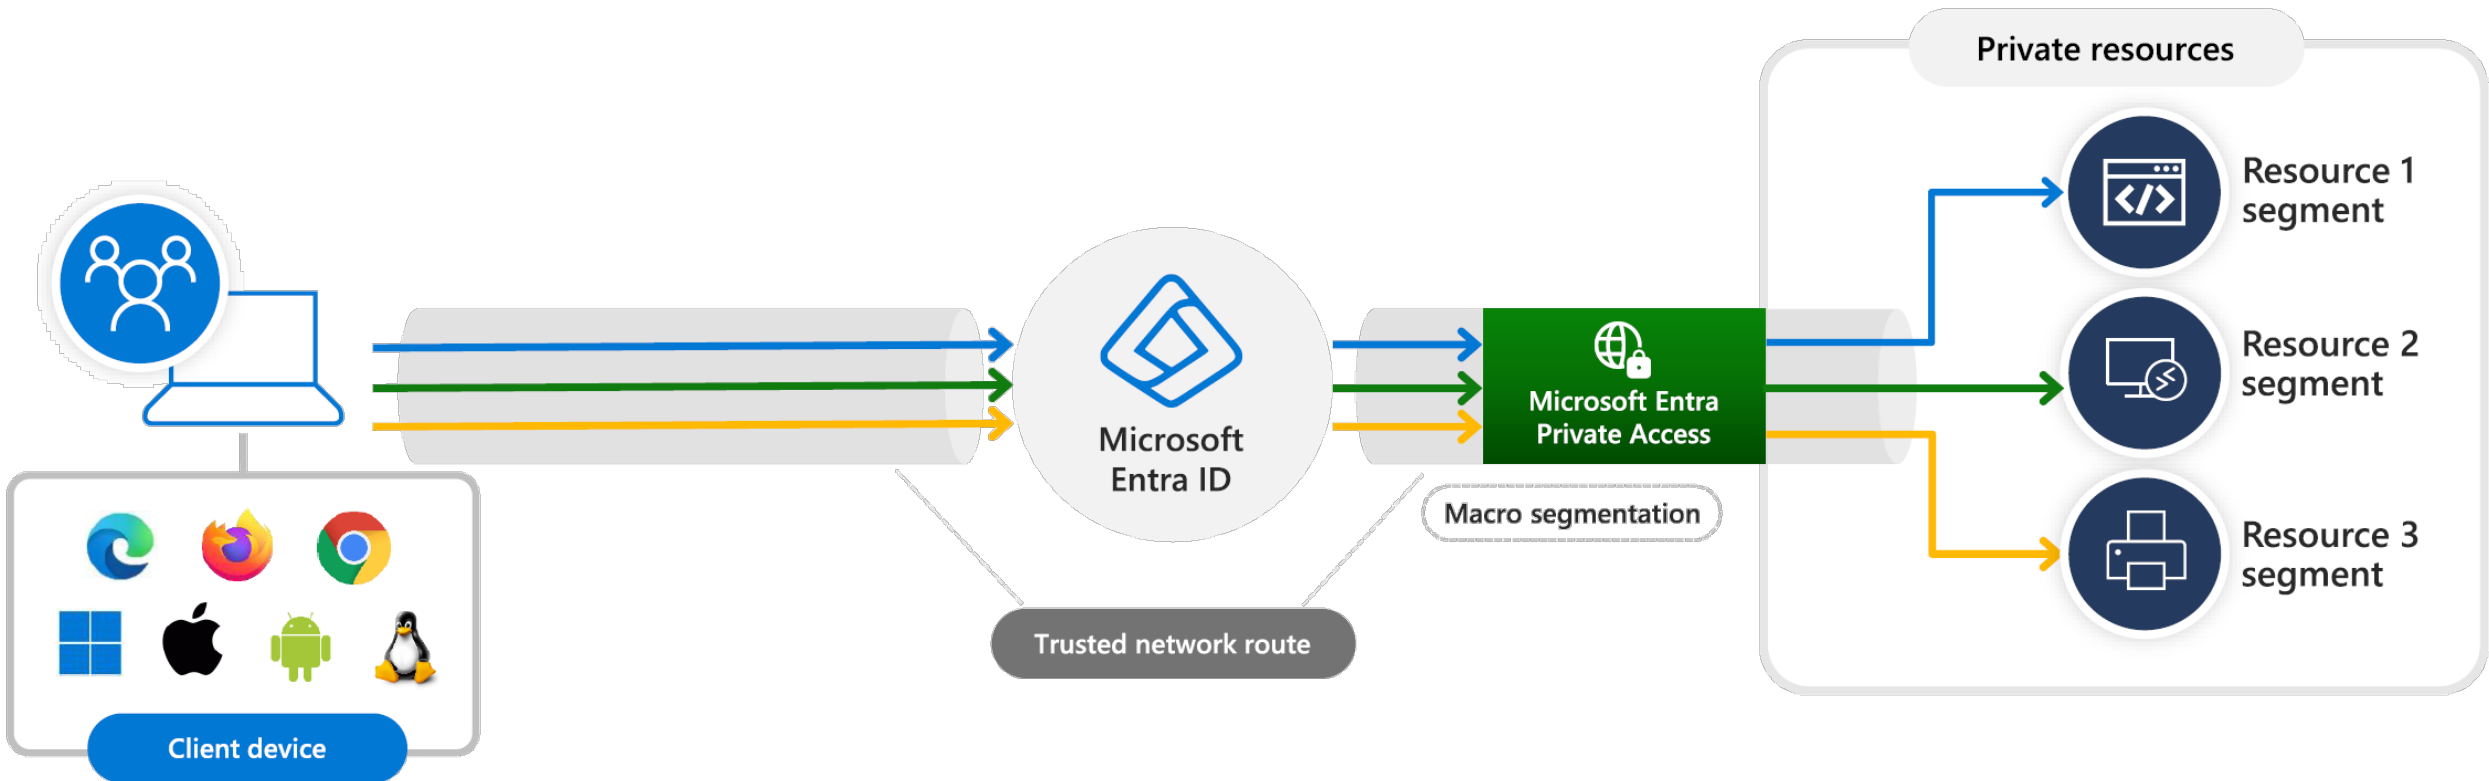 Private resources
Resource 1
segment
Resource 2
segment
Resource 3
segment
Microsoft
Entra ID
Microsoft Entra
Private Access
Macro segmentation
Trusted network route
Client device